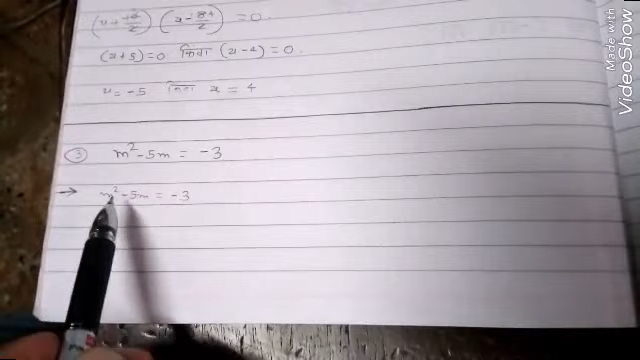 (x+5)=0 किंवा (x-4)=0.
x=-5 किंवा x=4
③ m²-5m = -3
→ m²-5m = -3
Made with
VideoShow